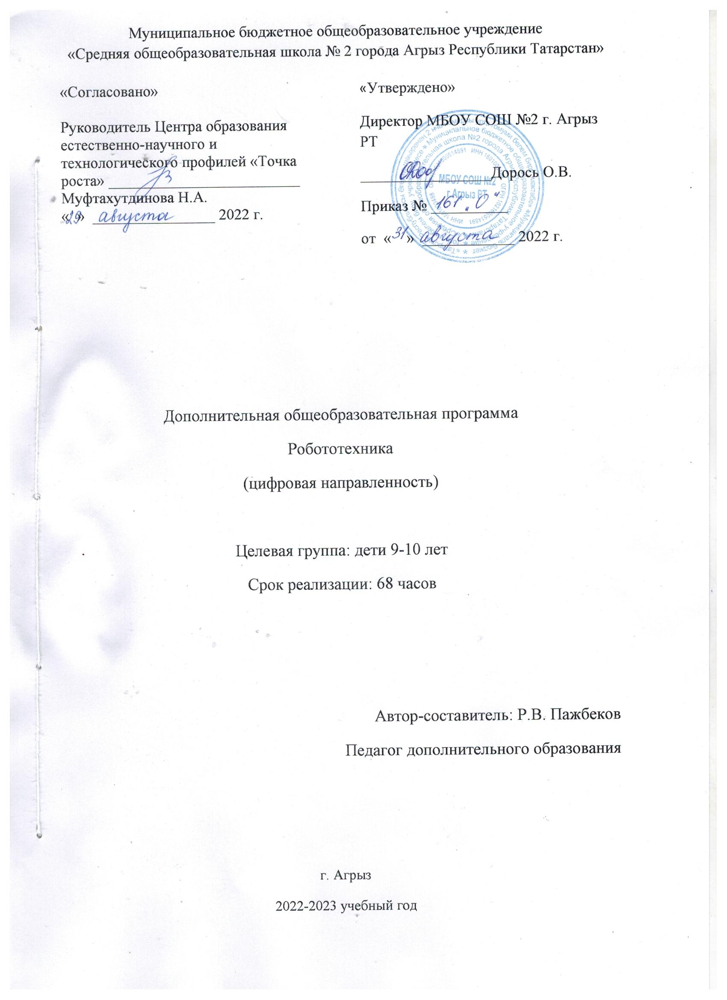 Муниципальное бюджетное общеобразовательное учреждение
«Средняя общеобразовательная школа № 2 города Агрыз Республики Татарстан»
«Согласовано»
Руководитель Центра образования
естественно-научного и
технологического профилей «Точка
роста»
Муфтахутдинова Н.А.
«29» августа 2022 г.
«Утверждено»
Директор МБОУ СОШ №2 г. Агрыз
РТ
Дорось О.В.
МБОУ СОШ №2
г.Агрыз РТ
Приказ № 161 „О“
от «31» августа 2022 г.
Дополнительная общеобразовательная программа
Робототехника
(цифровая направленность)
Целевая группа: дети 9-10 лет
Срок реализации: 68 часов
Автор-составитель: Р.В. Пажбеков
Педагог дополнительного образования
г. Агрыз
2022-2023 учебный год